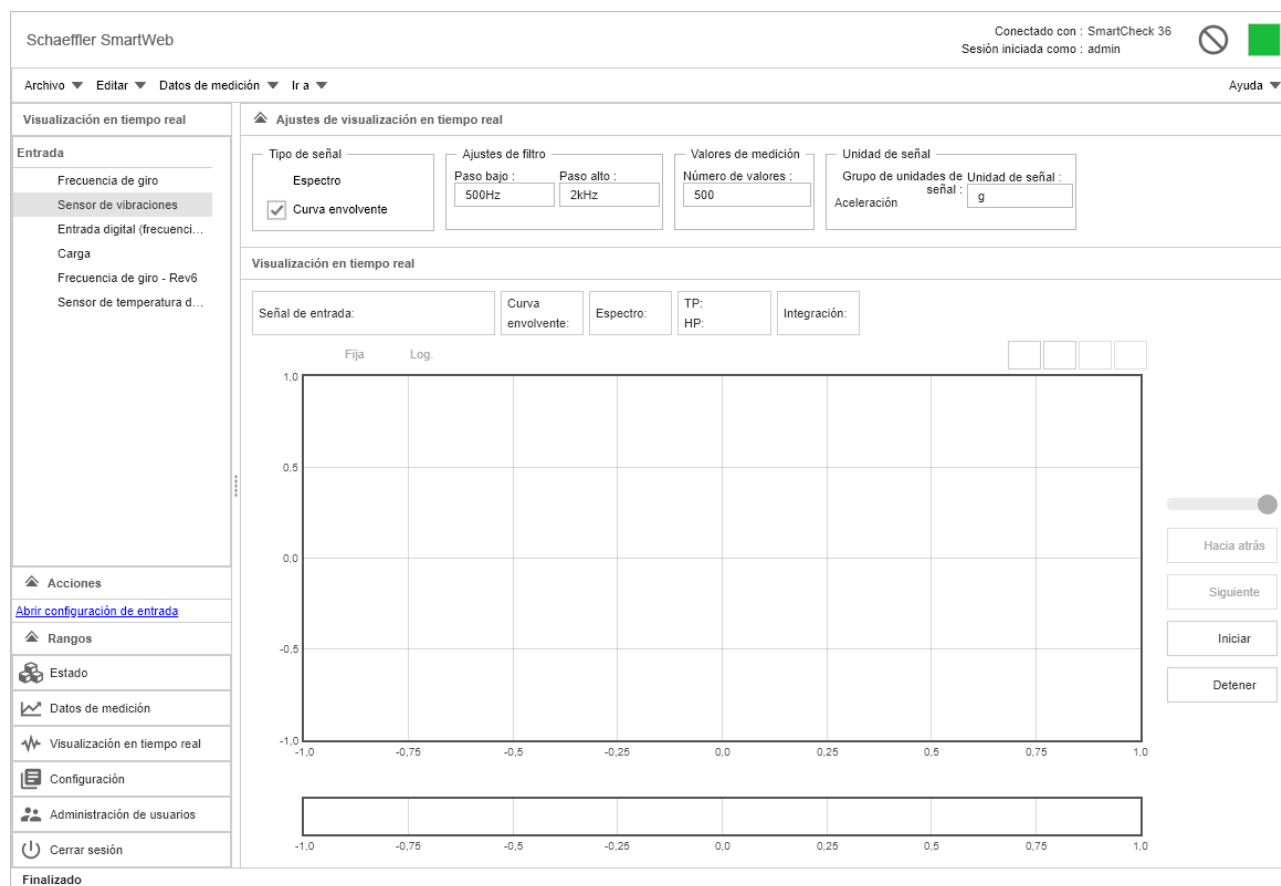 Schaeffler SmartWeb
Conectado con : SmartCheck 36
Sesión iniciada como : admin
Archivo Editar Datos de medición Ir a Ayuda
Visualización en tiempo real
Entrada
Frecuencia de giro
Sensor de vibraciones
Entrada digital (frecuenci...
Carga
Frecuencia de giro - Rev6
Sensor de temperatura d...
Acciones
Abrir configuración de entrada
Rangos
Estado
Datos de medición
Visualización en tiempo real
Configuración
Administración de usuarios
Cerrar sesión
Ajustes de visualización en tiempo real
Tipo de señal
Espectro
Curva envolvente
Ajustes de filtro
Paso bajo : Paso alto :
500Hz 2kHz
Valores de medición
Número de valores :
500
Unidad de señal
Grupo de unidades de señal :
Aceleración
Unidad de señal :
g
Visualización en tiempo real
Señal de entrada:
Curva
envolvente:
Espectro:
TP:
HP:
Integración:
Fija Log.
1,0
0,5
0,0
-0,5
-1,0
-1,0 -0,75 -0,5 -0,25 0,0 0,25 0,5 0,75 1,0
-1,0 -0,75 -0,5 -0,25 0,0 0,25 0,5 0,75 1,0
Hacia atrás
Siguiente
Iniciar
Detener
Finalizado